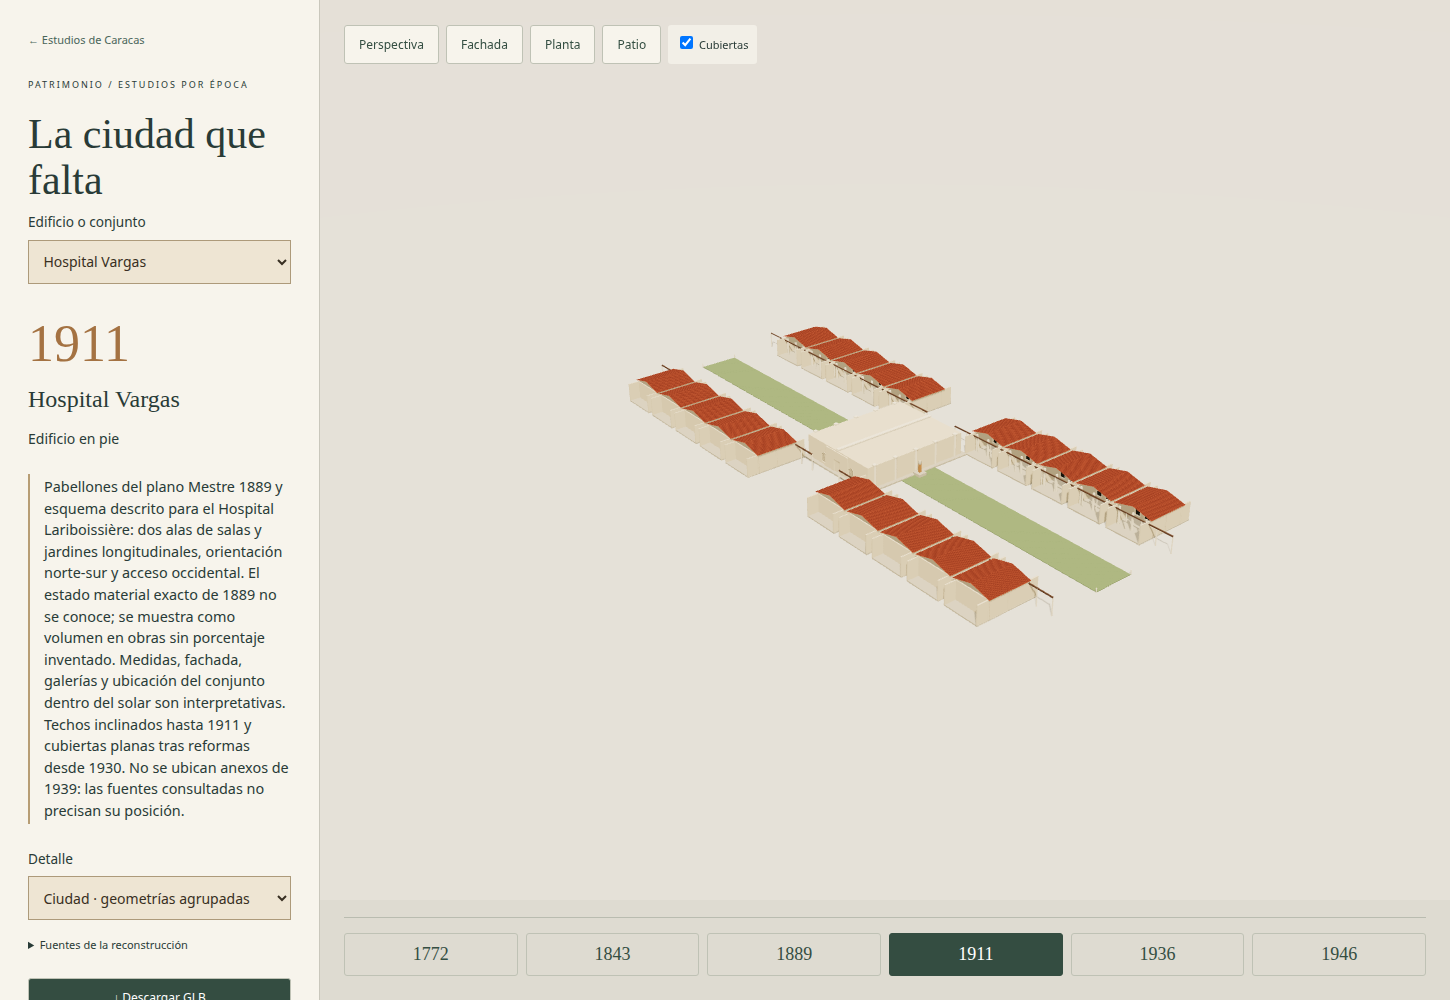 ← Estudios de Caracas
PATRIMONIO / ESTUDIOS POR ÉPOCA
La ciudad que
falta
Edificio o conjunto
Hospital Vargas
1911
Hospital Vargas
Edificio en pie
Pabellones del plano Mestre 1889 y
esquema descrito para el Hospital
Lariboissière: dos alas de salas y
jardines longitudinales, orientación
norte-sur y acceso occidental. El
estado material exacto de 1889 no
se conoce; se muestra como
volumen en obras sin porcentaje
inventado. Medidas, fachada,
galerías y ubicación del conjunto
dentro del solar son interpretativas.
Techos inclinados hasta 1911 y
cubiertas planas tras reformas
desde 1930. No se ubican anexos de
1939: las fuentes consultadas no
precisan su posición.
Detalle
Ciudad · geometrías agrupadas
▶ Fuentes de la reconstrucción
↓ Descargar GLB
Perspectiva
Fachada
Planta
Patio
Cubiertas
1772
1843
1889
1911
1936
1946